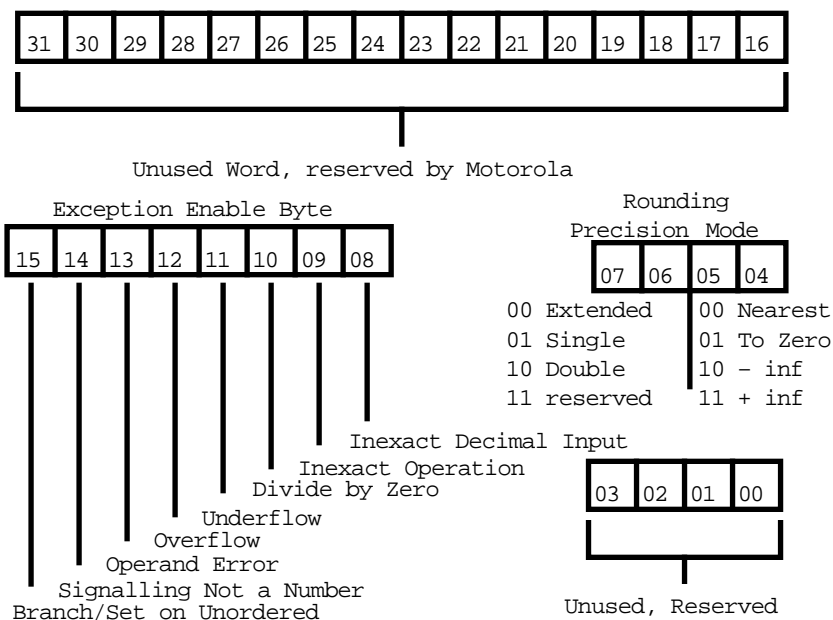 31 30 29 28 27 26 25 24 23 22 21 20 19 18 17 16
Unused Word, reserved by Motorola
Exception Enable Byte
15 14 13 12 11 10 09 08
Inexact Decimal Input
Inexact Operation
Divide by Zero
Underflow
Overflow
Operand Error
Signalling Not a Number
Branch/Set on Unordered
Rounding
Precision Mode
07 06 05 04
00 Extended 00 Nearest
01 Single 01 To Zero
10 Double 10 – inf
11 reserved 11 + inf
03 02 01 00
Unused, Reserved